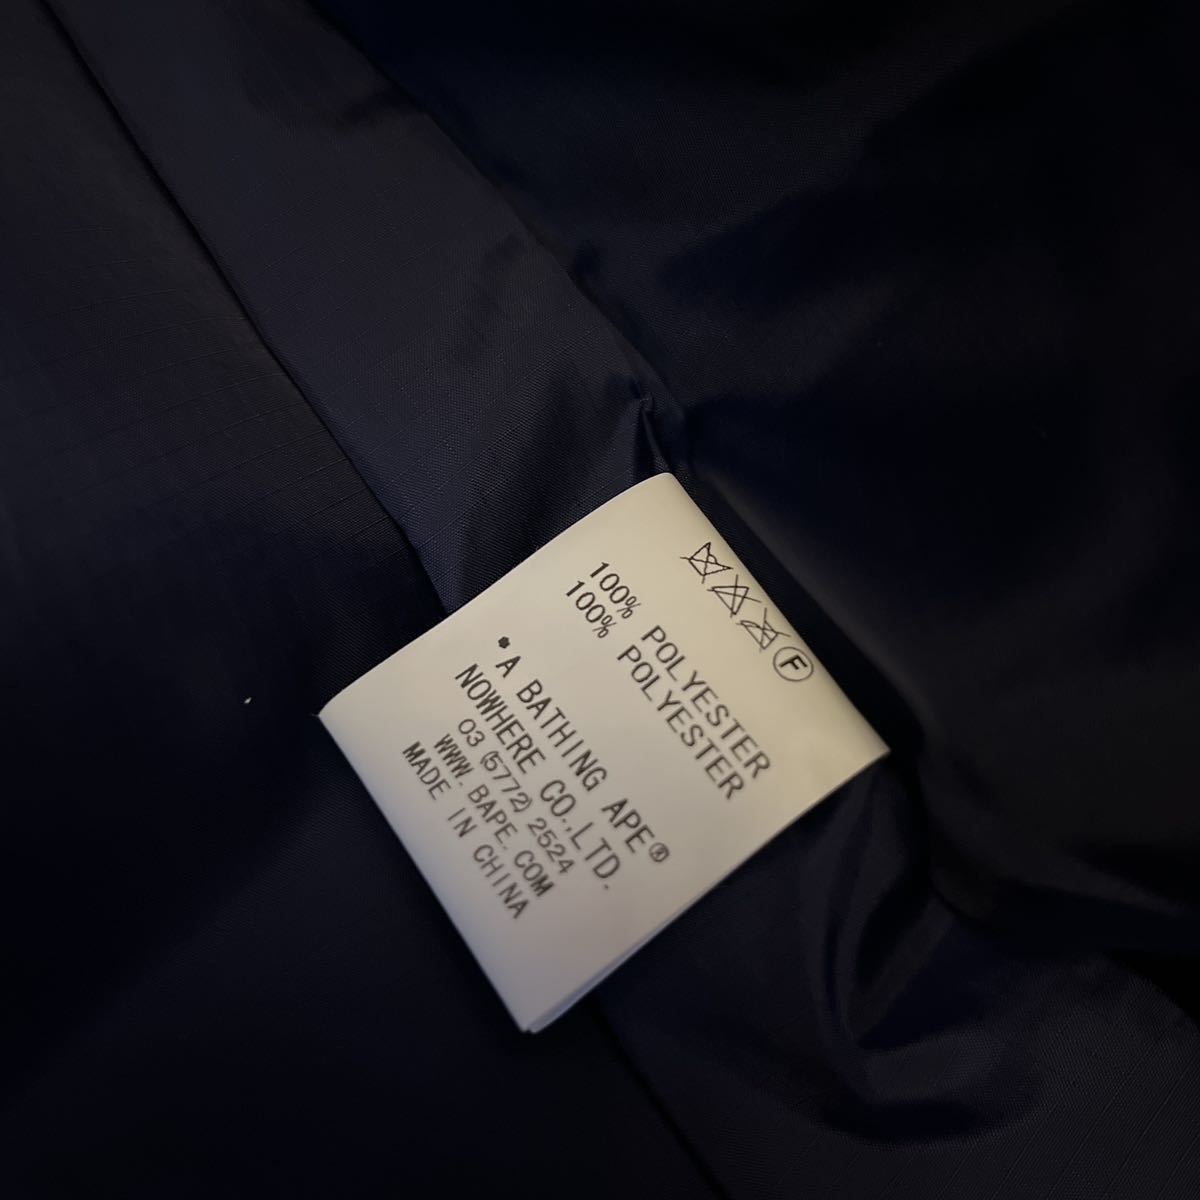 F
100% POLYESTER
100% POLYESTER
*A BATHING APE®
NOWHERE CO.,LTD.
03(5772)2524
WWW.BAPE.COM
MADE IN CHINA